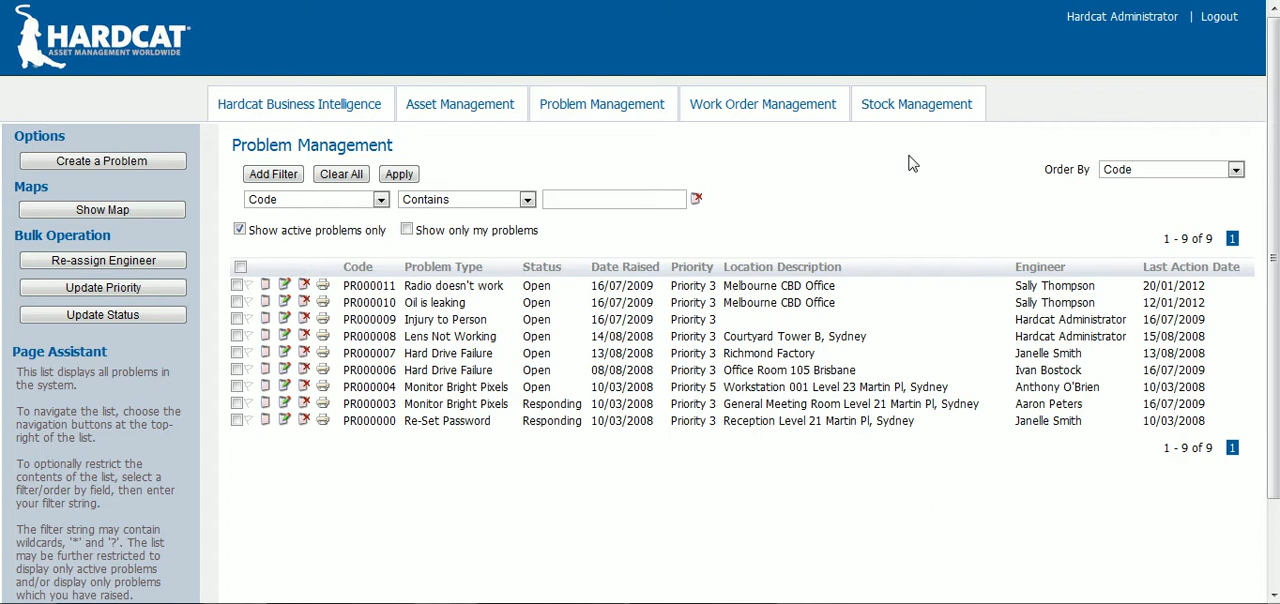 HARDCAT
ASSET MANAGEMENT WORLDWIDE
Hardcat Administrator | Logout
Hardcat Business Intelligence Asset Management Problem Management Work Order Management Stock Management
Options
Create a Problem
Maps
Show Map
Bulk Operation
Re-assign Engineer
Update Priority
Update Status
Page Assistant
This list displays all problems in
the system.
To navigate the list, choose the
navigation buttons at the top-
right of the list.
To optionally restrict the
contents of the list, select a
filter/order by field, then enter
your filter string.
The filter string may contain
wildcards, '*' and '?'. The list
may be further restricted to
display only active problems
and/or display only problems
which you have raised.
Problem Management
Add Filter Clear All Apply
Order By Code
Code Contains
Show active problems only Show only my problems
1 - 9 of 9 1
Code Problem Type Status Date Raised Priority Location Description Engineer Last Action Date
PR000011 Radio doesn't work Open 16/07/2009 Priority 3 Melbourne CBD Office Sally Thompson 20/01/2012
PR000010 Oil is leaking Open 16/07/2009 Priority 3 Melbourne CBD Office Sally Thompson 12/01/2012
PR000009 Injury to Person Open 16/07/2009 Priority 3 Hardcat Administrator 16/07/2009
PR000008 Lens Not Working Open 14/08/2008 Priority 3 Courtyard Tower B, Sydney Hardcat Administrator 15/08/2008
PR000007 Hard Drive Failure Open 13/08/2008 Priority 3 Richmond Factory Janelle Smith 13/08/2008
PR000006 Hard Drive Failure Open 08/08/2008 Priority 3 Office Room 105 Brisbane Ivan Bostock 16/07/2009
PR000004 Monitor Bright Pixels Open 10/03/2008 Priority 5 Workstation 001 Level 23 Martin Pl, Sydney Anthony O'Brien 10/03/2008
PR000003 Monitor Bright Pixels Responding 10/03/2008 Priority 3 General Meeting Room Level 21 Martin Pl, Sydney Aaron Peters 16/07/2009
PR000000 Re-Set Password Responding 10/03/2008 Priority 3 Reception Level 21 Martin Pl, Sydney Janelle Smith 10/03/2008
1 - 9 of 9 1